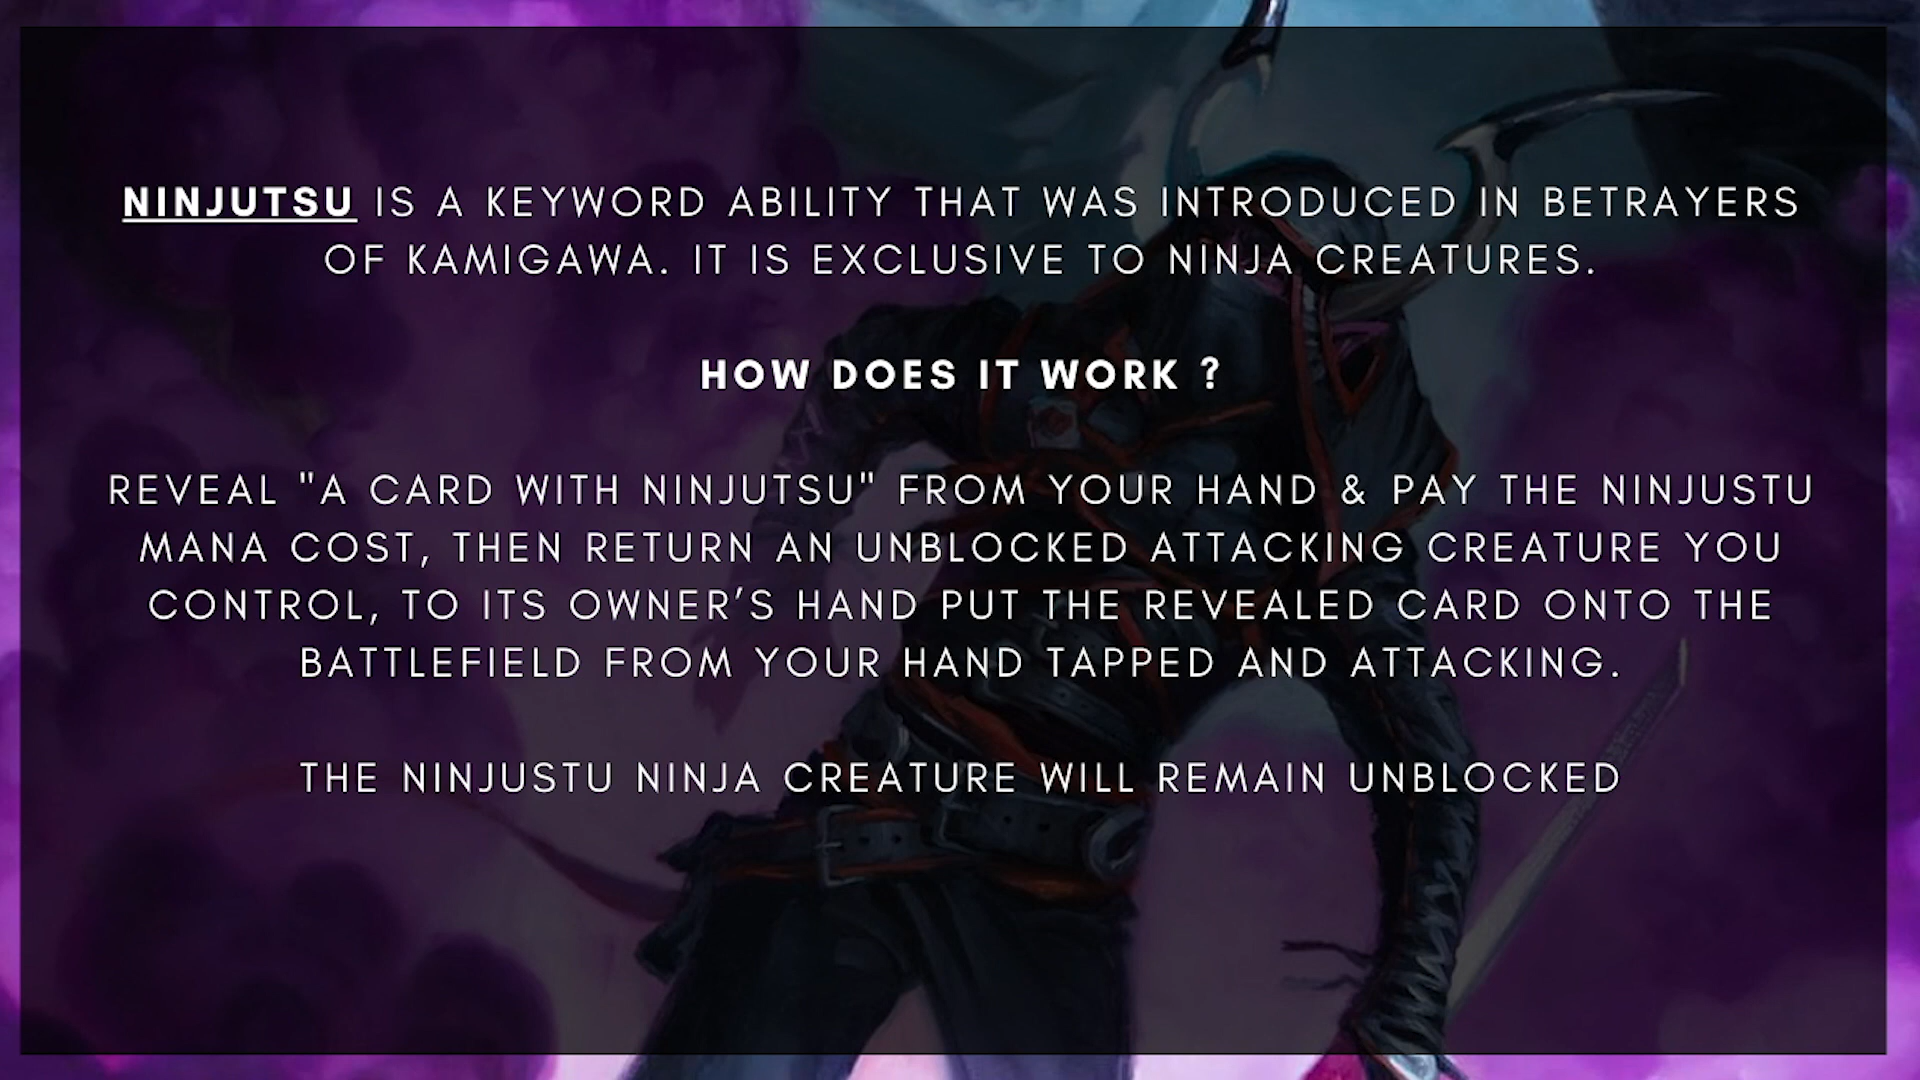 NINJUTSU IS A KEYWORD ABILITY THAT WAS INTRODUCED IN BETRAYERS
OF KAMIGAWA. IT IS EXCLUSIVE TO NINJA CREATURES.
HOW DOES IT WORK ?
REVEAL "A CARD WITH NINJUTSU" FROM YOUR HAND & PAY THE NINJUSTU
MANA COST, THEN RETURN AN UNBLOCKED ATTACKING CREATURE YOU
CONTROL, TO ITS OWNER’S HAND PUT THE REVEALED CARD ONTO THE
BATTLEFIELD FROM YOUR HAND TAPPED AND ATTACKING.
THE NINJUSTU NINJA CREATURE WILL REMAIN UNBLOCKED